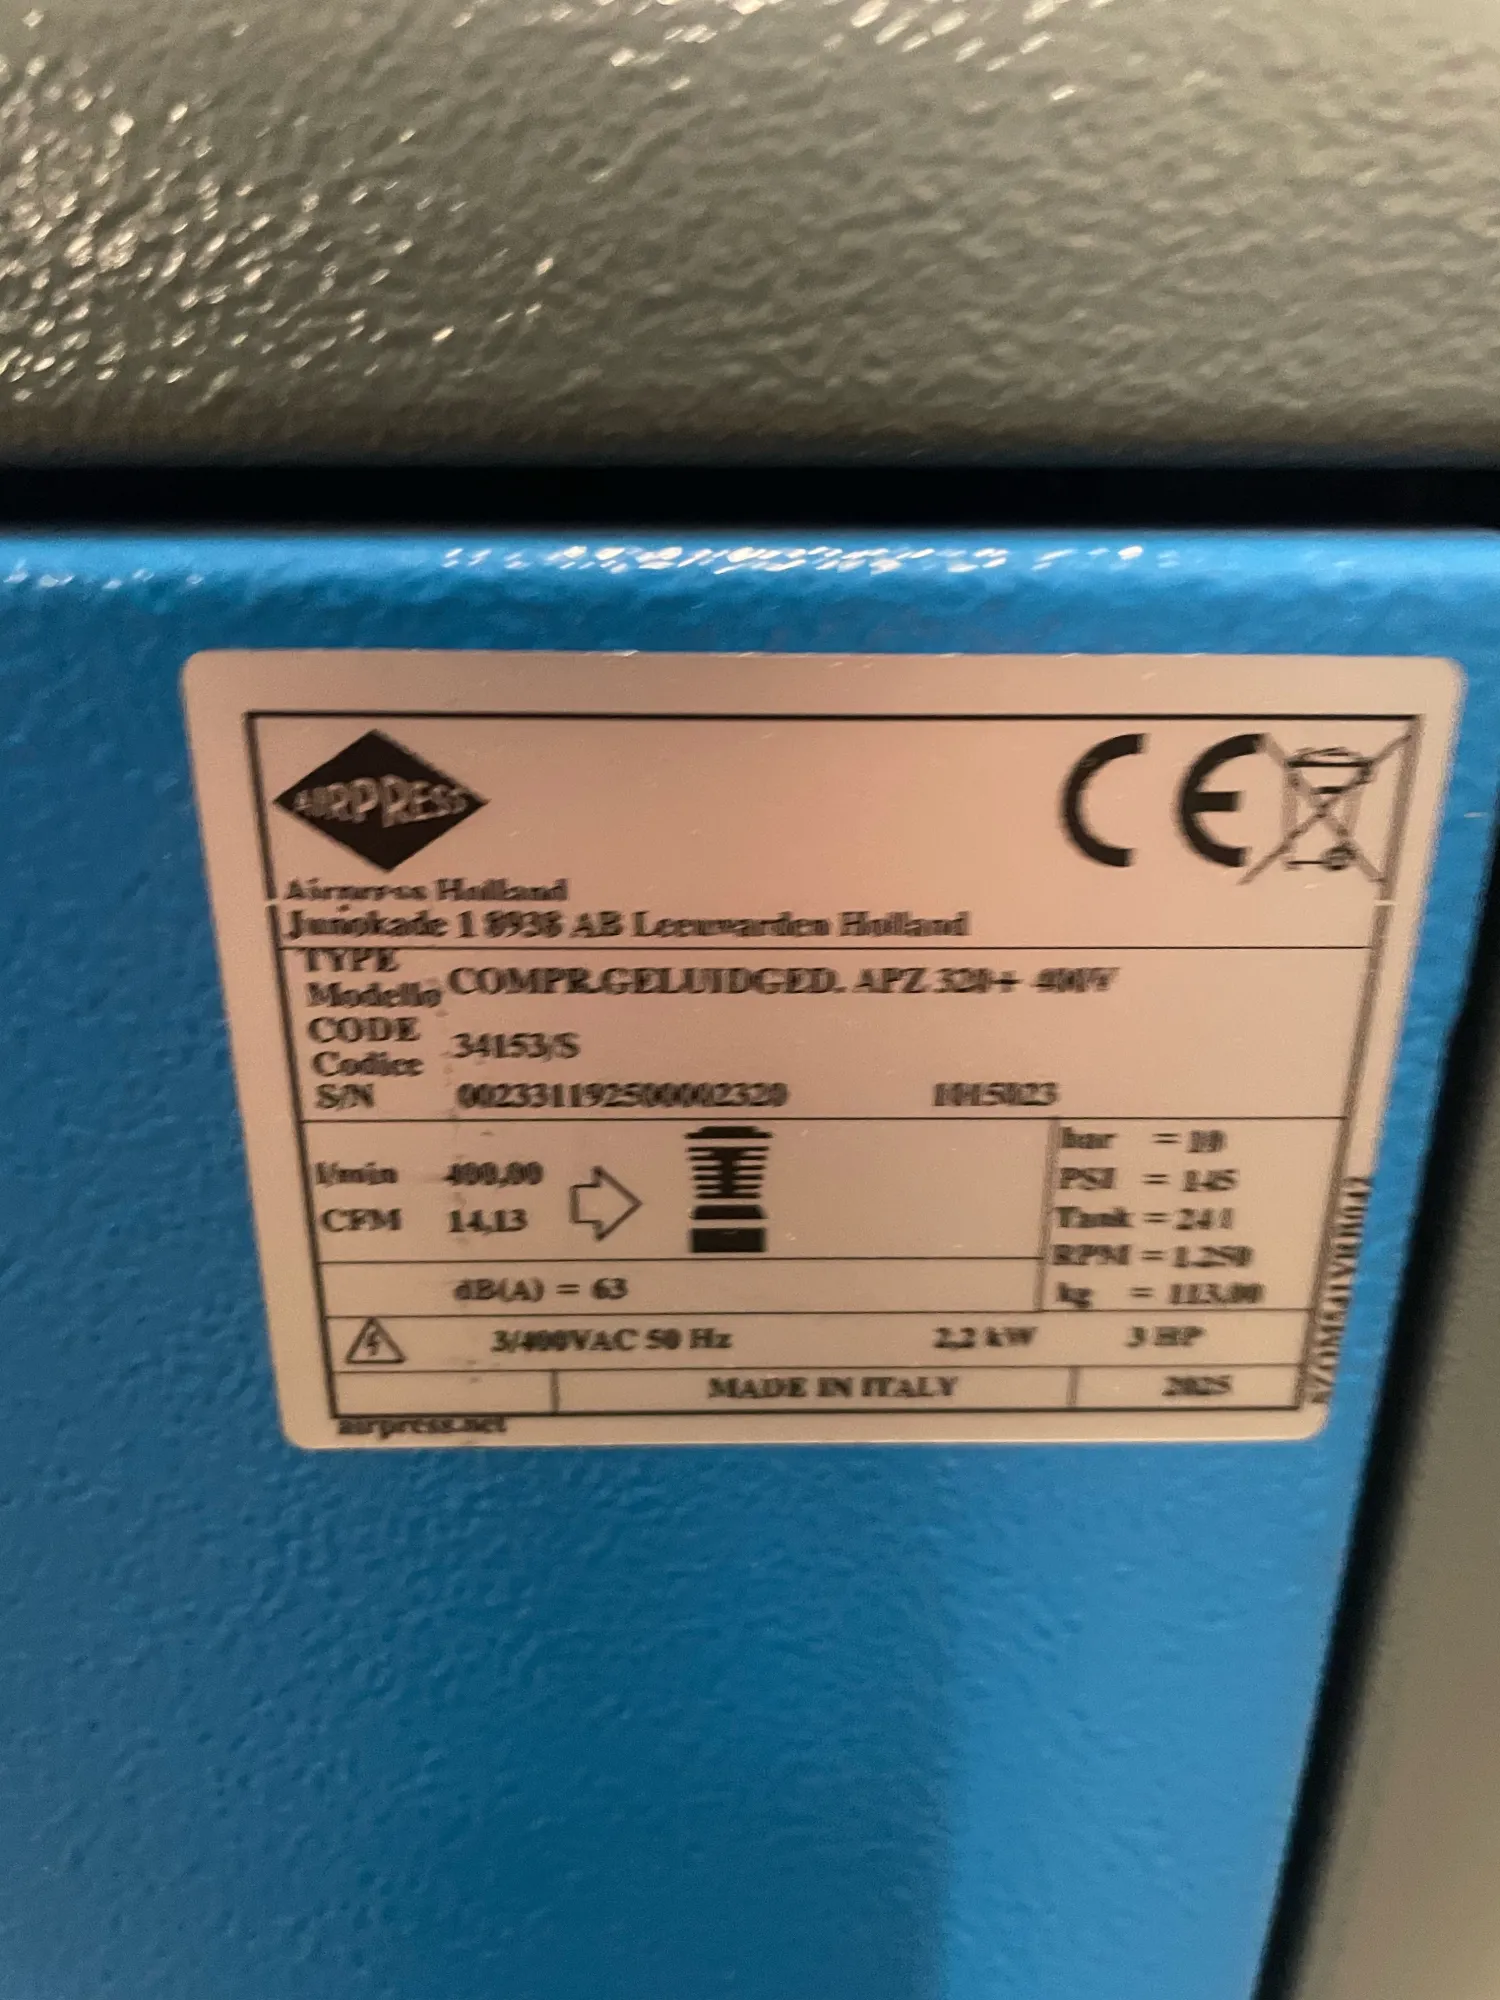 AIRPRESS
CE
Airpress Holland
Junokade 1 8938 AB Leeuwarden Holland
TYPE
Modello COMPR.GELUIDGED. APZ 320+ 400V
CODE
Codice 34153/S
S/N 002331192500002320 1015023
l/min 400,00
CFM 14,13
bar = 10
PSI = 145
Tank = 24 l
RPM = 1.250
kg = 113,00
dB(A) = 63
3/400VAC 50 Hz 2,2 kW 3 HP
MADE IN ITALY 2025
airpress.net